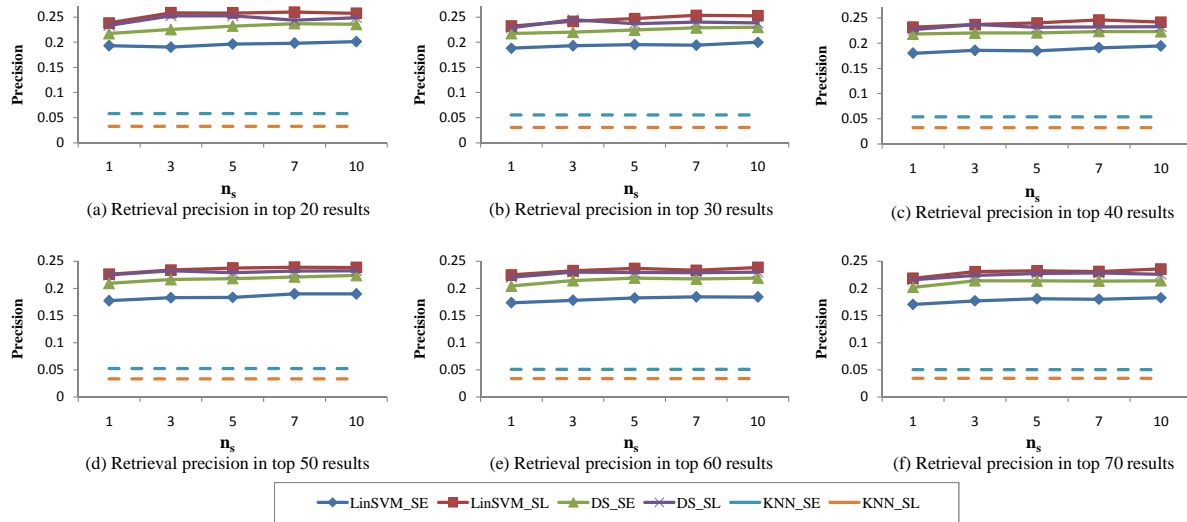 0.25
0.2
0.15
0.1
0.05
0
Precision
1 3 5 7 10
n_s
(a) Retrieval precision in top 20 results
0.25
0.2
0.15
0.1
0.05
0
Precision
1 3 5 7 10
n_s
(b) Retrieval precision in top 30 results
0.25
0.2
0.15
0.1
0.05
0
Precision
1 3 5 7 10
n_s
(c) Retrieval precision in top 40 results
0.25
0.2
0.15
0.1
0.05
0
Precision
1 3 5 7 10
n_s
(d) Retrieval precision in top 50 results
0.25
0.2
0.15
0.1
0.05
0
Precision
1 3 5 7 10
n_s
(e) Retrieval precision in top 60 results
0.25
0.2
0.15
0.1
0.05
0
Precision
1 3 5 7 10
n_s
(f) Retrieval precision in top 70 results
LinSVM_SE LinSVM_SL DS_SE DS_SL KNN_SE KNN_SL